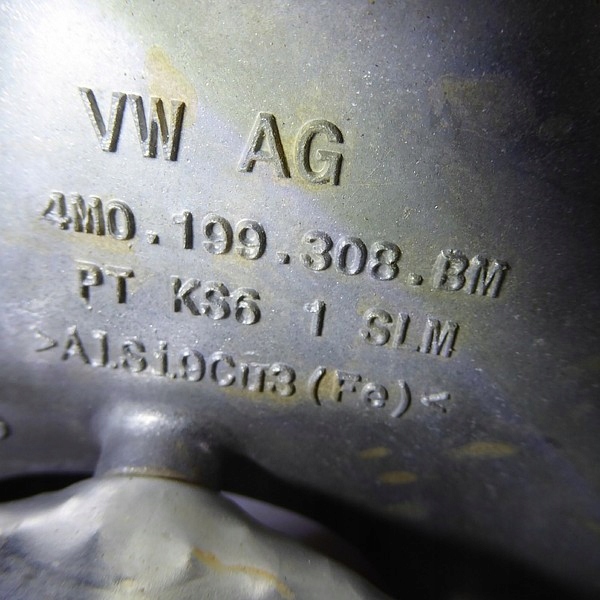 VW AG
4M0.199.308.BM
PT KS6 1 SLM
>AlSi9Cu3(Fe)<